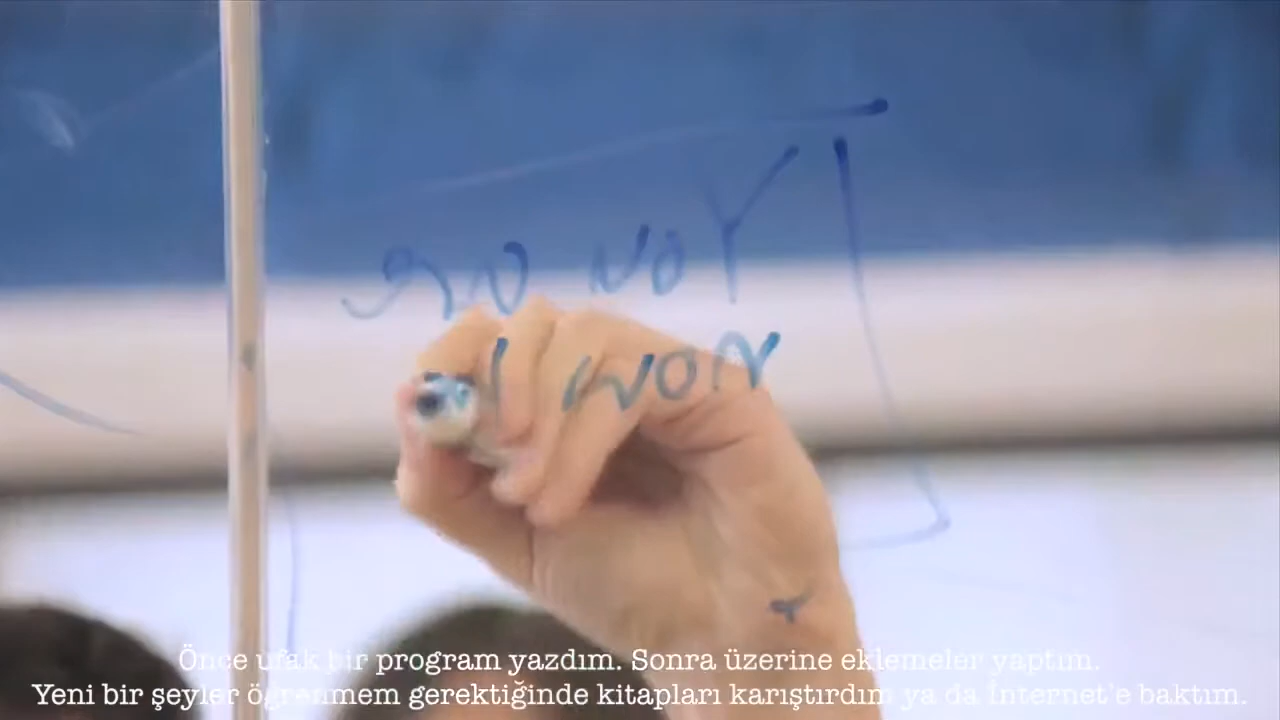 Önce ufak bir program yazdım. Sonra üzerine eklemeler yaptım.
Yeni bir şeyler öğrenmem gerektiğinde kitapları karıştırdım ya da İnternet'e baktım.